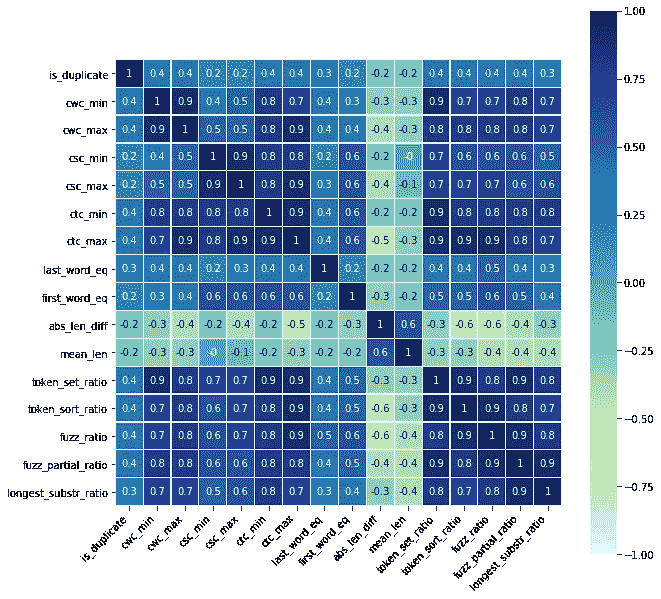 1.00
is_duplicate 1 0.4 0.4 0.2 0.2 0.4 0.4 0.3 0.2 -0.2 -0.2 0.4 0.4 0.4 0.4 0.3
cwc_min 0.4 1 0.9 0.4 0.5 0.8 0.7 0.4 0.3 -0.3 -0.3 0.9 0.7 0.7 0.8 0.7
0.75
cwc_max 0.4 0.9 1 0.5 0.5 0.8 0.9 0.4 0.4 -0.4 -0.3 0.8 0.8 0.8 0.8 0.7
csc_min 0.2 0.4 0.5 1 0.9 0.8 0.8 0.2 0.6 -0.2 -0 0.7 0.6 0.6 0.6 0.5
0.50
csc_max 0.2 0.5 0.5 0.9 1 0.8 0.9 0.3 0.6 -0.4 -0.1 0.7 0.7 0.7 0.6 0.6
ctc_min 0.4 0.8 0.8 0.8 0.8 1 0.9 0.4 0.6 -0.2 -0.2 0.9 0.8 0.8 0.8 0.8
0.25
ctc_max 0.4 0.7 0.9 0.8 0.9 0.9 1 0.4 0.6 -0.5 -0.3 0.9 0.9 0.9 0.8 0.7
last_word_eq 0.3 0.4 0.4 0.2 0.3 0.4 0.4 1 0.2 -0.2 -0.2 0.4 0.4 0.5 0.4 0.3
0.00
first_word_eq 0.2 0.3 0.4 0.6 0.6 0.6 0.6 0.2 1 -0.3 -0.2 0.5 0.5 0.6 0.5 0.4
abs_len_diff -0.2 -0.3 -0.4 -0.2 -0.4 -0.2 -0.5 -0.2 -0.3 1 0.6 -0.3 -0.6 -0.6 -0.4 -0.3
−0.25
mean_len -0.2 -0.3 -0.3 -0 -0.1 -0.2 -0.3 -0.2 -0.2 0.6 1 -0.3 -0.3 -0.4 -0.4 -0.4
token_set_ratio 0.4 0.9 0.8 0.7 0.7 0.9 0.9 0.4 0.5 -0.3 -0.3 1 0.9 0.8 0.9 0.8
token_sort_ratio 0.4 0.7 0.8 0.6 0.7 0.8 0.9 0.4 0.5 -0.6 -0.3 0.9 1 0.9 0.8 0.7
−0.50
fuzz_ratio 0.4 0.7 0.8 0.6 0.7 0.8 0.9 0.5 0.6 -0.6 -0.4 0.8 0.9 1 0.9 0.8
fuzz_partial_ratio 0.4 0.8 0.8 0.6 0.6 0.8 0.8 0.4 0.5 -0.4 -0.4 0.9 0.8 0.9 1 0.9
−0.75
longest_substr_ratio 0.3 0.7 0.7 0.5 0.6 0.8 0.7 0.3 0.4 -0.3 -0.4 0.8 0.7 0.8 0.9 1
−1.00
is_duplicate cwc_min cwc_max csc_min csc_max ctc_min ctc_max last_word_eq first_word_eq abs_len_diff mean_len token_set_ratio token_sort_ratio fuzz_ratio fuzz_partial_ratio longest_substr_ratio